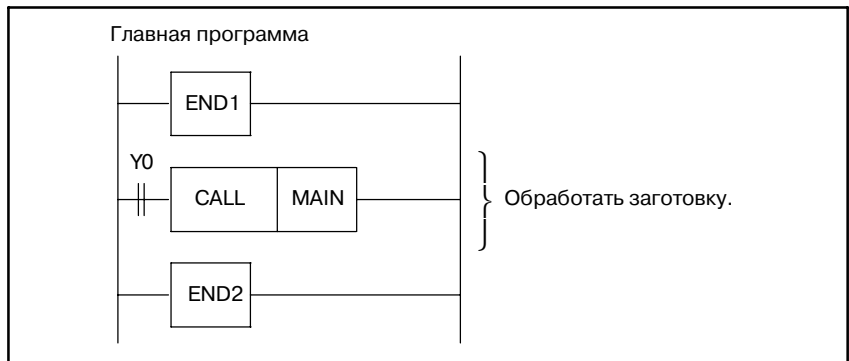 Главная программа
END1
Y0
CALL MAIN
Обработать заготовку.
END2